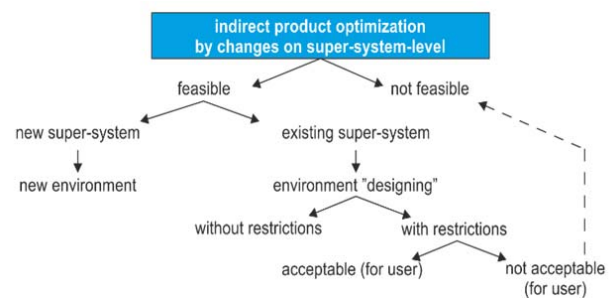 indirect product optimization
by changes on super-system-level
feasible
not feasible
new super-system
existing super-system
new environment
environment "designing"
without restrictions
with restrictions
acceptable (for user)
not acceptable
(for user)